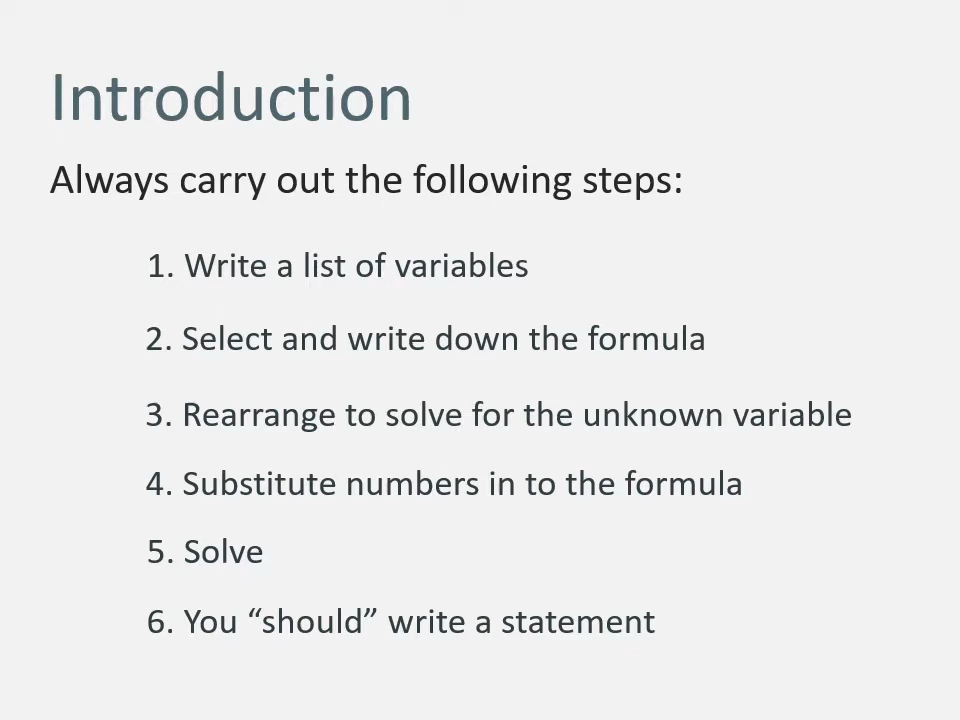 Introduction
Always carry out the following steps:
1. Write a list of variables
2. Select and write down the formula
3. Rearrange to solve for the unknown variable
4. Substitute numbers in to the formula
5. Solve
6. You “should” write a statement